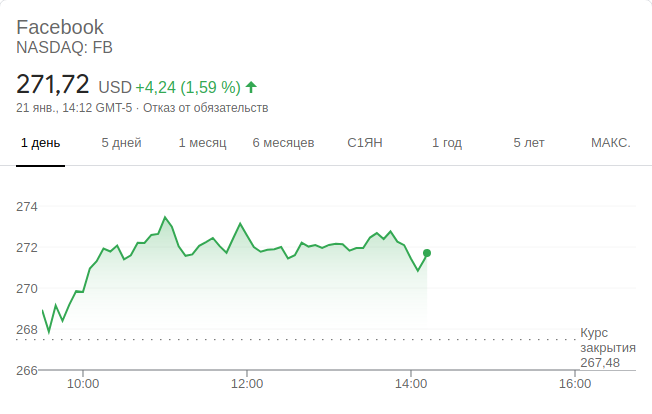 Facebook
NASDAQ: FB
271,72 USD +4,24 (1,59 %)
21 янв., 14:12 GMT-5 · Отказ от обязательств
1 день 5 дней 1 месяц 6 месяцев С1ЯН 1 год 5 лет МАКС.
274
272
270
268
266
Курс
закрытия
267,48
10:00 12:00 14:00 16:00